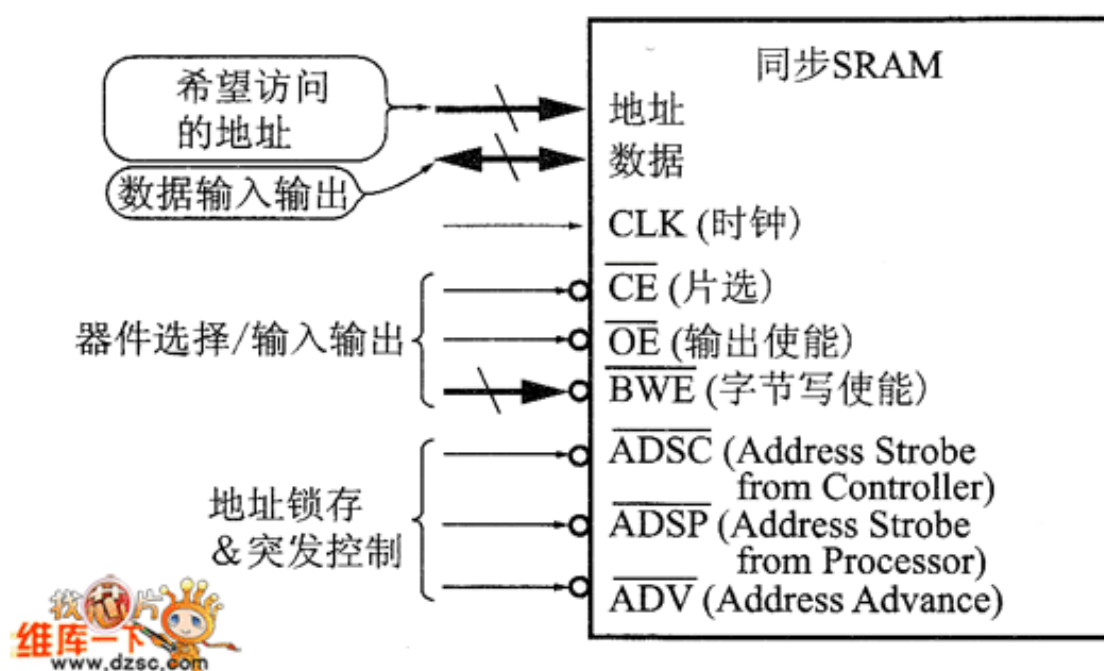 同步SRAM
希望访问
的地址
地址
数据输入输出
数据
CLK (时钟)
器件选择/输入输出
CE (片选)
OE (输出使能)
BWE (字节写使能)
地址锁存
&突发控制
ADSC (Address Strobe
from Controller)
ADSP (Address Strobe
from Processor)
ADV (Address Advance)
找芯片
维库一下
www.dzsc.com